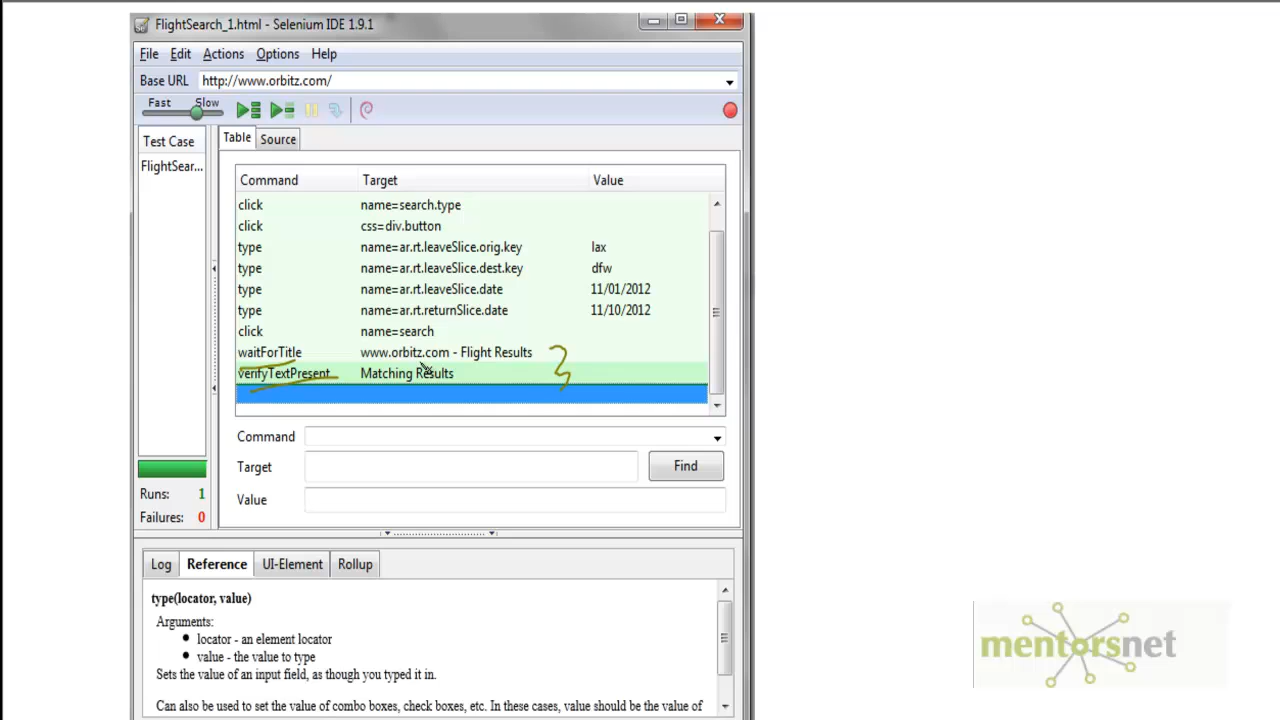 FlightSearch_1.html - Selenium IDE 1.9.1
File Edit Actions Options Help
Base URL http://www.orbitz.com/
Fast Slow
Test Case Table Source
FlightSear...
Command Target Value
click name=search.type
click css=div.button
type name=ar.rt.leaveSlice.orig.key lax
type name=ar.rt.leaveSlice.dest.key dfw
type name=ar.rt.leaveSlice.date 11/01/2012
type name=ar.rt.returnSlice.date 11/10/2012
click name=search
waitForTitle www.orbitz.com - Flight Results
verifyTextPresent Matching Results
Command
Target Find
Value
Runs: 1
Failures: 0
Log Reference UI-Element Rollup
type(locator, value)
Arguments:
locator - an element locator
value - the value to type
Sets the value of an input field, as though you typed it in.
Can also be used to set the value of combo boxes, check boxes, etc. In these cases, value should be the value of
mentorsnet